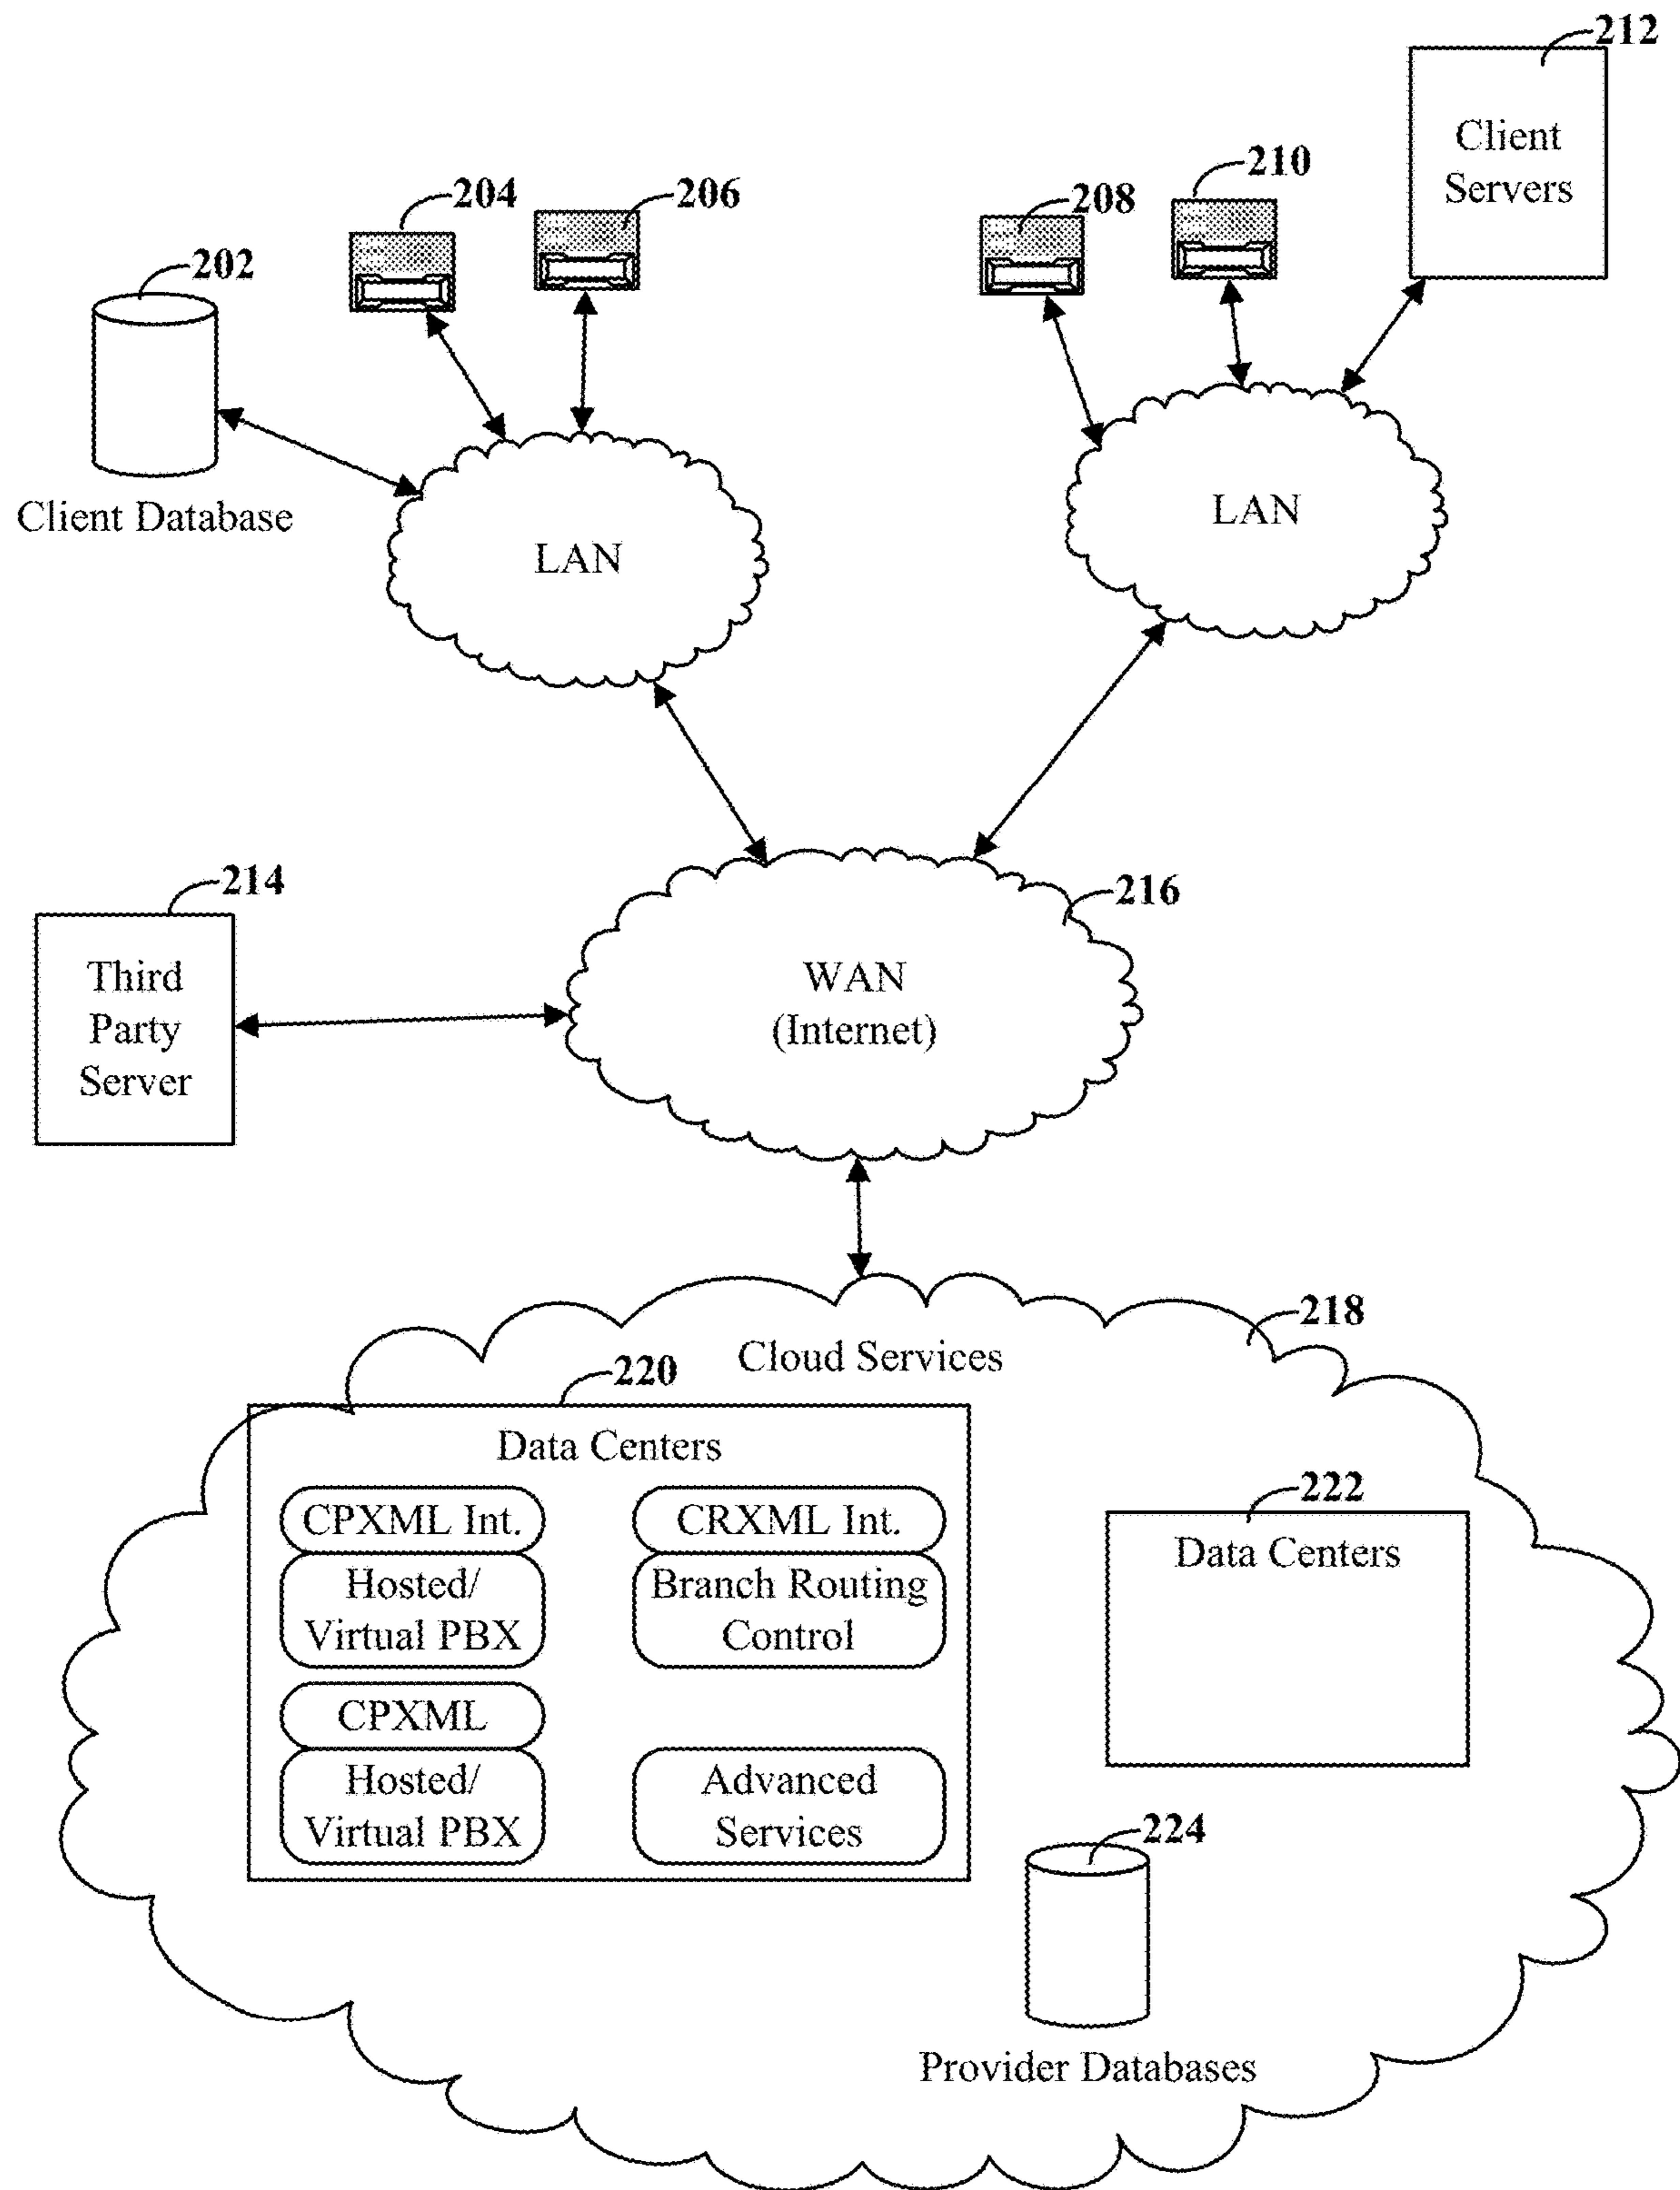 212
Client
Servers
204
206
208
210
202
Client Database
LAN
LAN
214
Third
Party
Server
216
WAN
(Internet)
218
Cloud Services
220
Data Centers
CPXML Int.
Hosted/
Virtual PBX
CPXML
Hosted/
Virtual PBX
CRXML Int.
Branch Routing
Control
Advanced
Services
222
Data Centers
224
Provider Databases